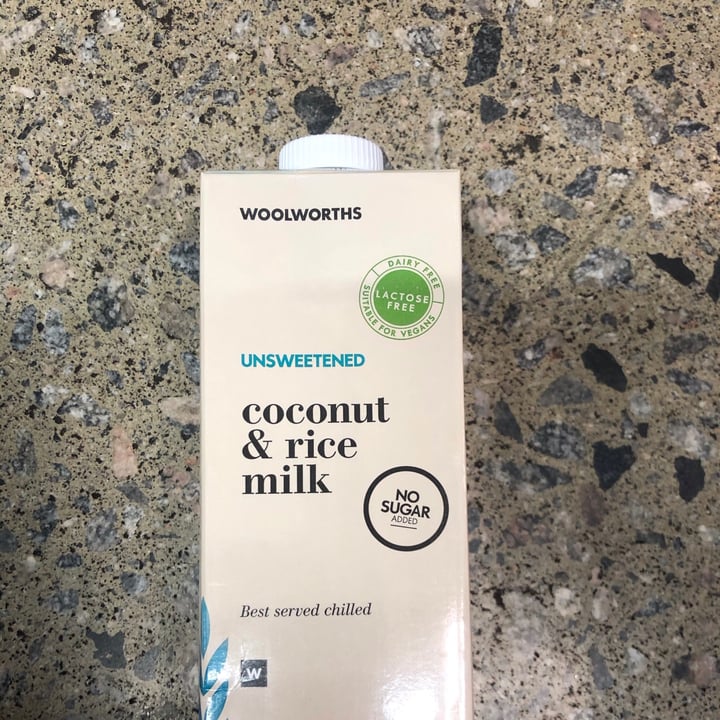 WOOLWORTHS
DAIRY FREE
LACTOSE
FREE
SUITABLE FOR VEGANS
UNSWEETENED
coconut
& rice
milk
NO
SUGAR
ADDED
Best served chilled
W